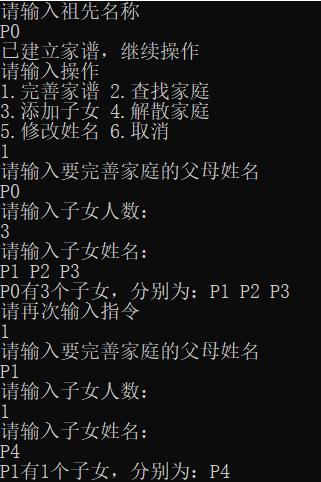 请输入祖先名称
P0
已建立家谱，继续操作
请输入操作
1.完善家谱 2.查找家庭
3.添加子女 4.解散家庭
5.修改姓名 6.取消
1
请输入要完善家庭的父母姓名
P0
请输入子女人数：
3
请输入子女姓名：
P1 P2 P3
P0有3个子女，分别为：P1 P2 P3
请再次输入指令
1
请输入要完善家庭的父母姓名
P1
请输入子女人数：
1
请输入子女姓名：
P4
P1有1个子女，分别为：P4